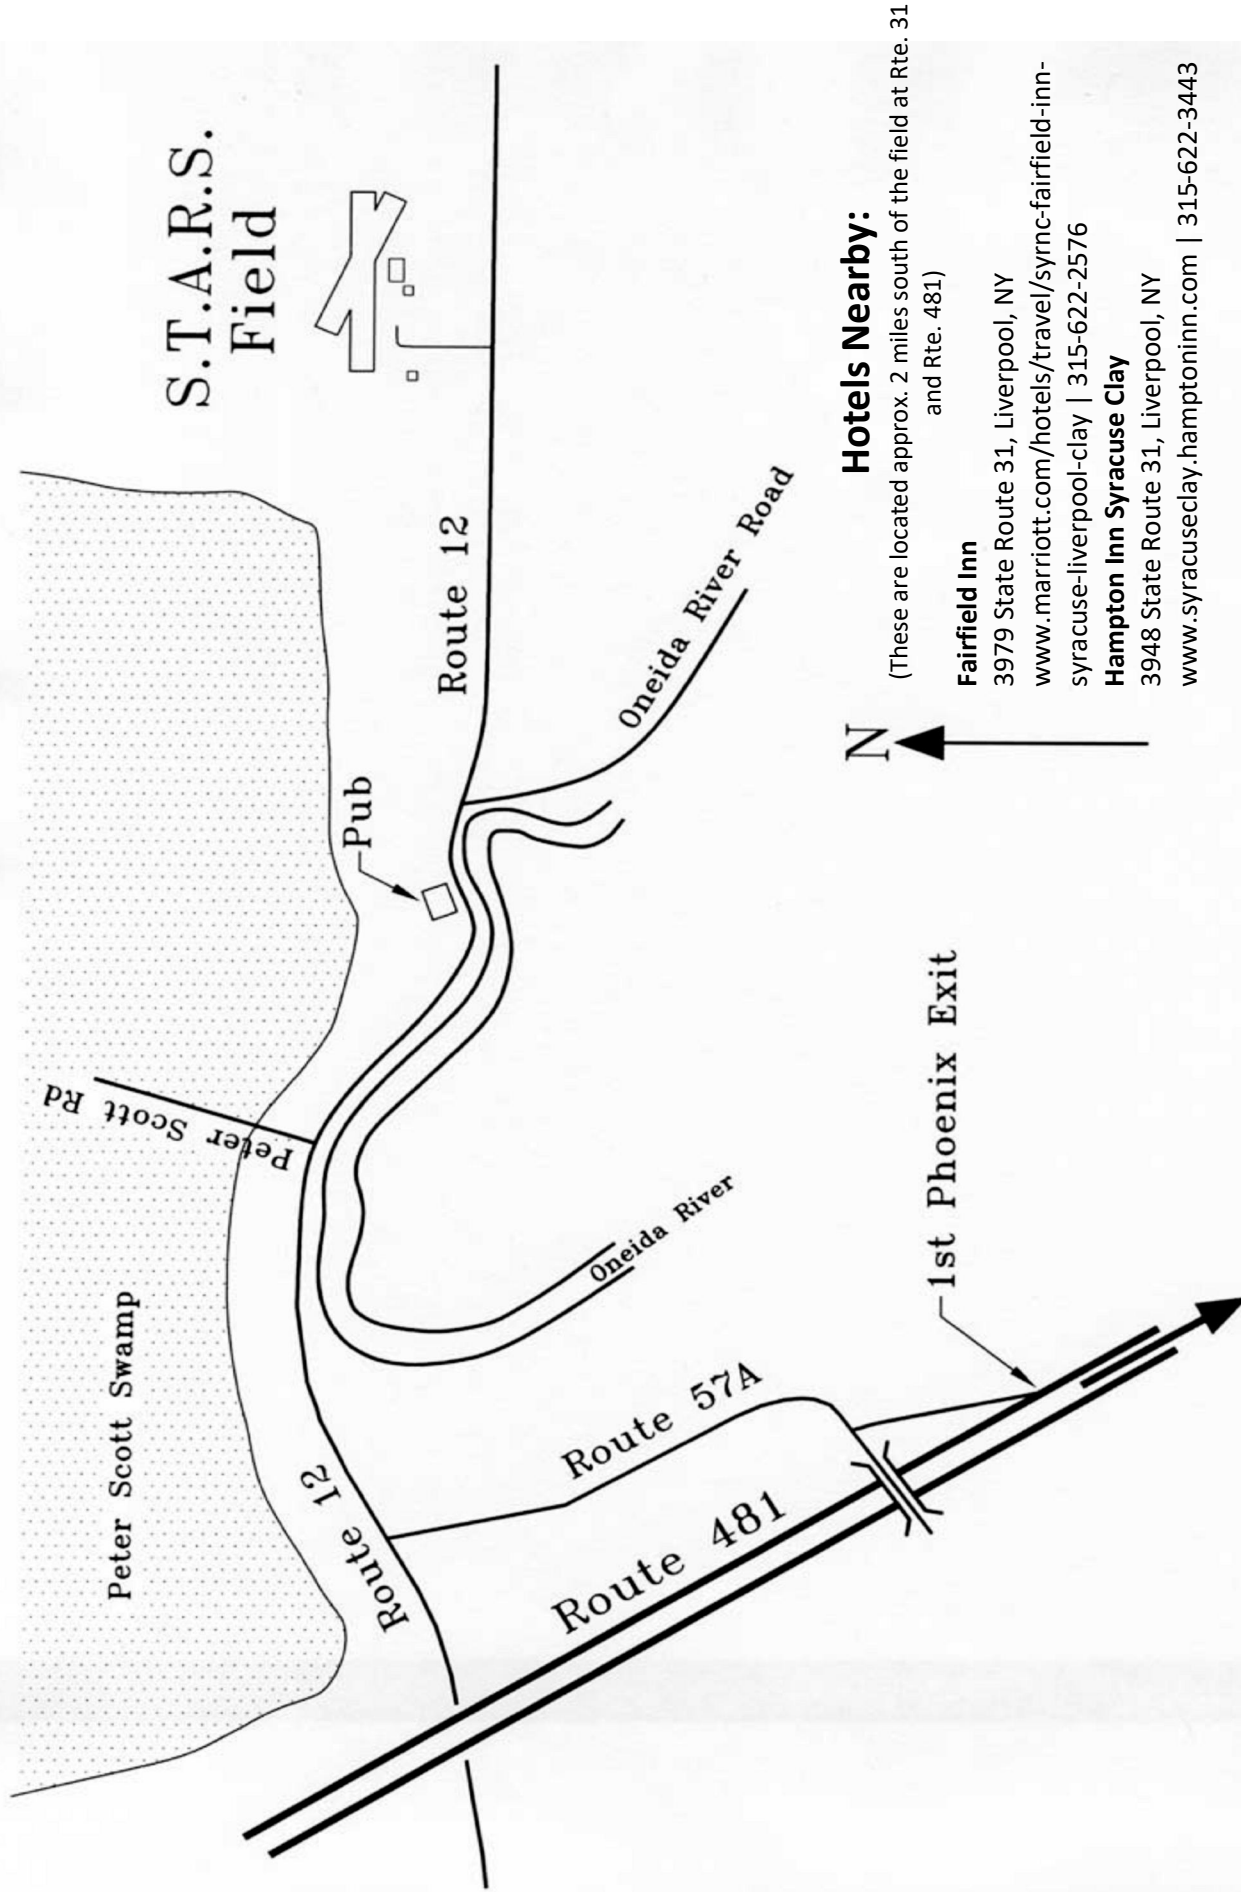 S.T.A.R.S.
Field
Peter Scott Swamp
Peter Scott Rd
Pub
Route 12
Route 12
Oneida River Road
Oneida River
Route 57A
Route 481
1st Phoenix Exit
N
Hotels Nearby:
(These are located approx. 2 miles south of the field at Rte. 31
and Rte. 481)
Fairfield Inn
3979 State Route 31, Liverpool, NY
www.marriott.com/hotels/travel/syrnc-fairfield-inn-
syracuse-liverpool-clay | 315-622-2576
Hampton Inn Syracuse Clay
3948 State Route 31, Liverpool, NY
www.syracuseclay.hamptoninn.com | 315-622-3443